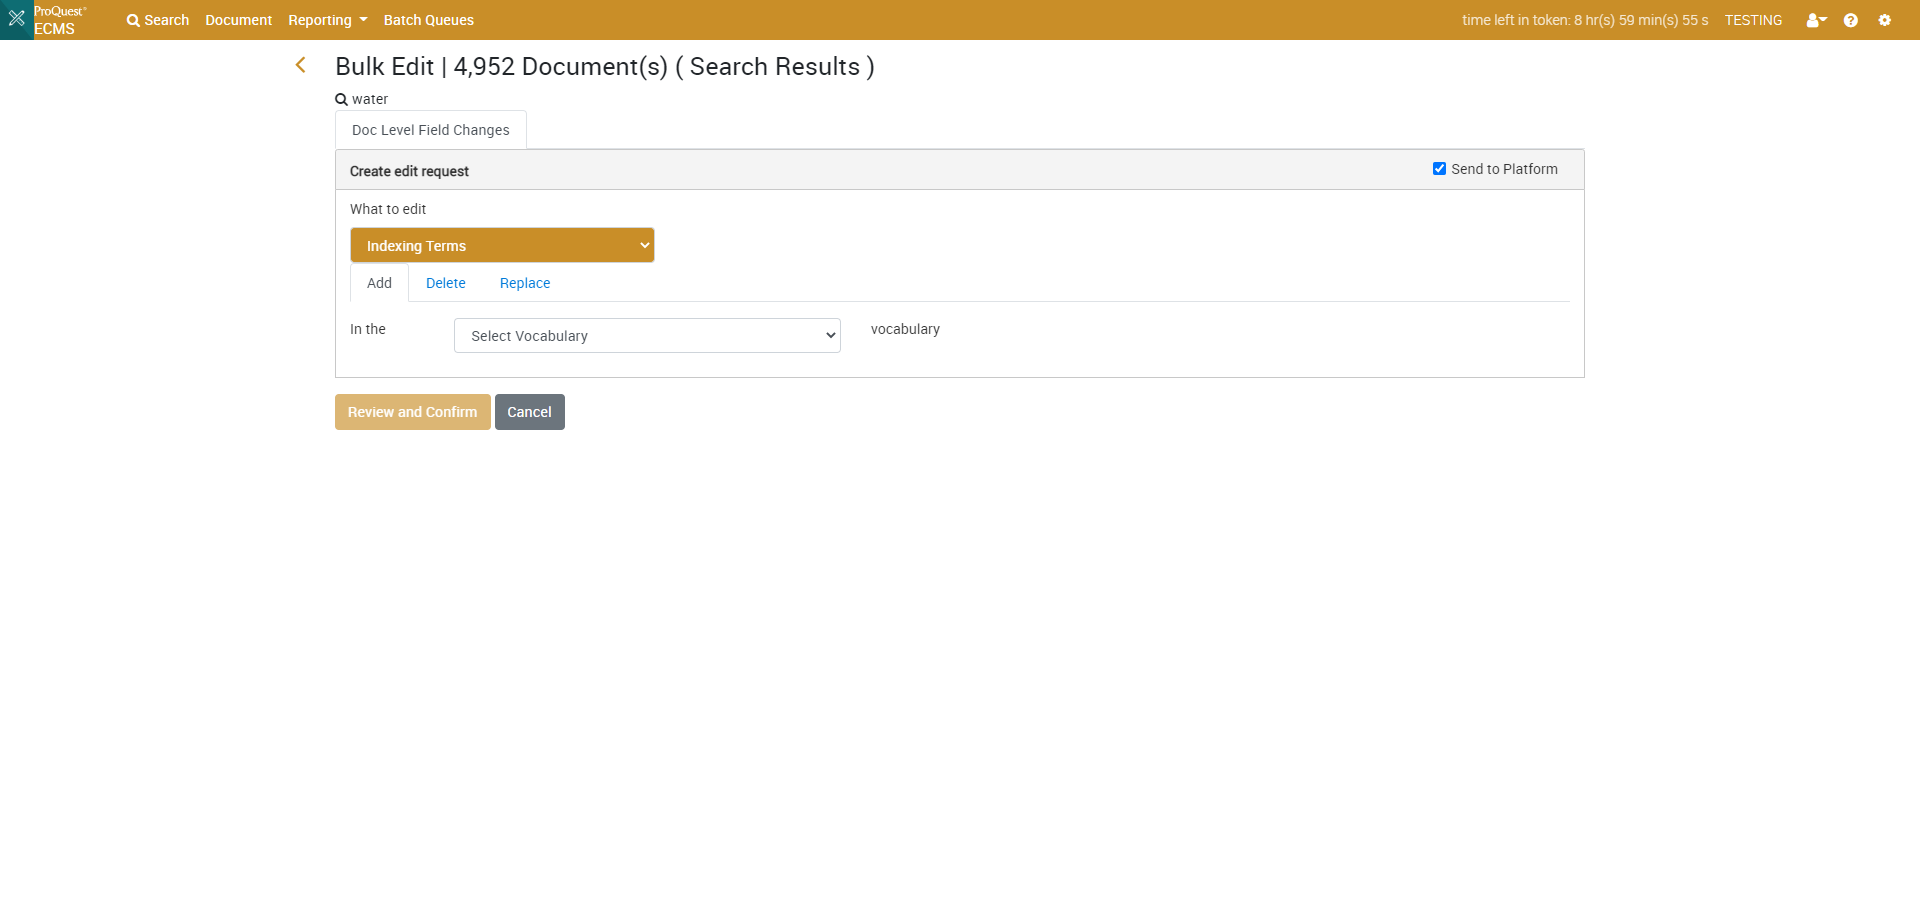 ProQuest®
ECMS
Search Document Reporting Batch Queues time left in token: 8 hr(s) 59 min(s) 55 s TESTING
Bulk Edit | 4,952 Document(s) ( Search Results )
water
Doc Level Field Changes
Create edit request Send to Platform
What to edit
Indexing Terms
Add Delete Replace
In the Select Vocabulary vocabulary
Review and Confirm Cancel